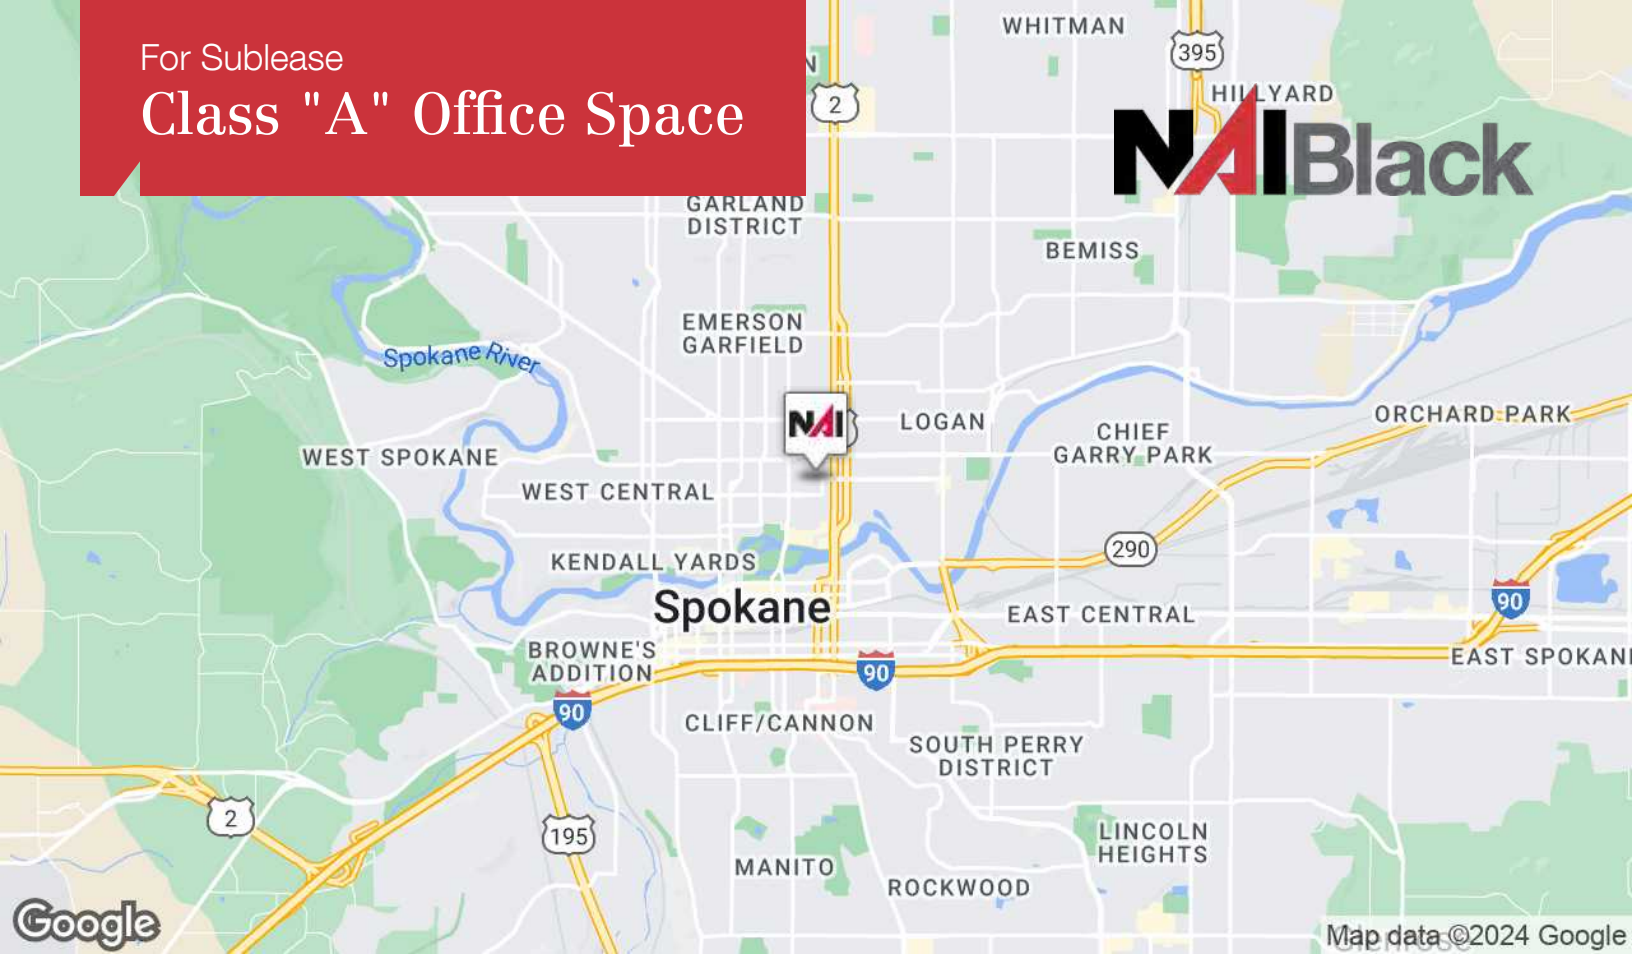 For Sublease
Class "A" Office Space
WHITMAN
395
N
2
HILLYARD
NAIBlack
GARLAND
DISTRICT
BEMISS
EMERSON
GARFIELD
Spokane River
NAI
LOGAN
ORCHARD PARK
CHIEF
GARRY PARK
WEST SPOKANE
WEST CENTRAL
290
KENDALL YARDS
Spokane
90
EAST CENTRAL
BROWNE'S
ADDITION
90
EAST SPOKAN
90
CLIFF/CANNON
SOUTH PERRY
DISTRICT
2
195
LINCOLN
HEIGHTS
MANITO
ROCKWOOD
Google
Map data ©2024 Google
Glenrose